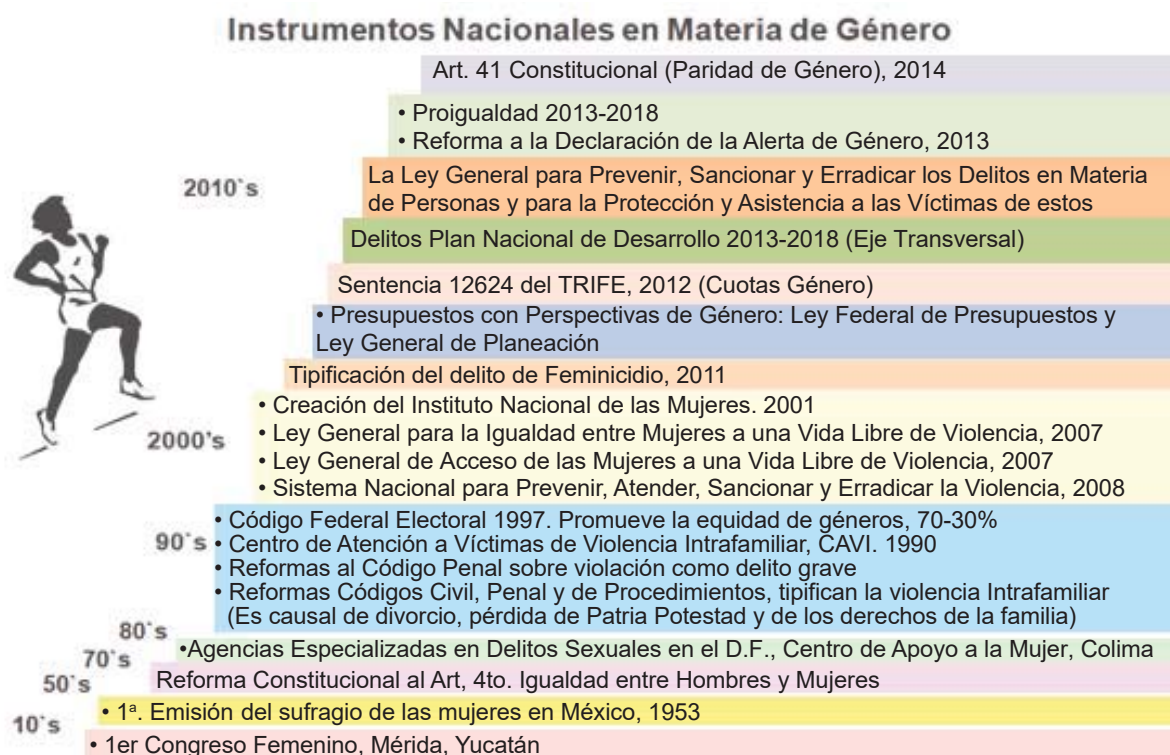 Instrumentos Nacionales en Materia de Género
Art. 41 Constitucional (Paridad de Género), 2014
• Proigualdad 2013-2018
• Reforma a la Declaración de la Alerta de Género, 2013
2010`s
La Ley General para Prevenir, Sancionar y Erradicar los Delitos en Materia
de Personas y para la Protección y Asistencia a las Víctimas de estos
Delitos Plan Nacional de Desarrollo 2013-2018 (Eje Transversal)
Sentencia 12624 del TRIFE, 2012 (Cuotas Género)
• Presupuestos con Perspectivas de Género: Ley Federal de Presupuestos y
Ley General de Planeación
Tipificación del delito de Feminicidio, 2011
2000's
• Creación del Instituto Nacional de las Mujeres. 2001
• Ley General para la Igualdad entre Mujeres a una Vida Libre de Violencia, 2007
• Ley General de Acceso de las Mujeres a una Vida Libre de Violencia, 2007
• Sistema Nacional para Prevenir, Atender, Sancionar y Erradicar la Violencia, 2008
90`s
• Código Federal Electoral 1997. Promueve la equidad de géneros, 70-30%
• Centro de Atención a Víctimas de Violencia Intrafamiliar, CAVI. 1990
• Reformas al Código Penal sobre violación como delito grave
• Reformas Códigos Civil, Penal y de Procedimientos, tipifican la violencia Intrafamiliar
(Es causal de divorcio, pérdida de Patria Potestad y de los derechos de la familia)
80`s
•Agencias Especializadas en Delitos Sexuales en el D.F., Centro de Apoyo a la Mujer, Colima
70`s
Reforma Constitucional al Art, 4to. Igualdad entre Hombres y Mujeres
50`s
• 1ª. Emisión del sufragio de las mujeres en México, 1953
10`s
• 1er Congreso Femenino, Mérida, Yucatán